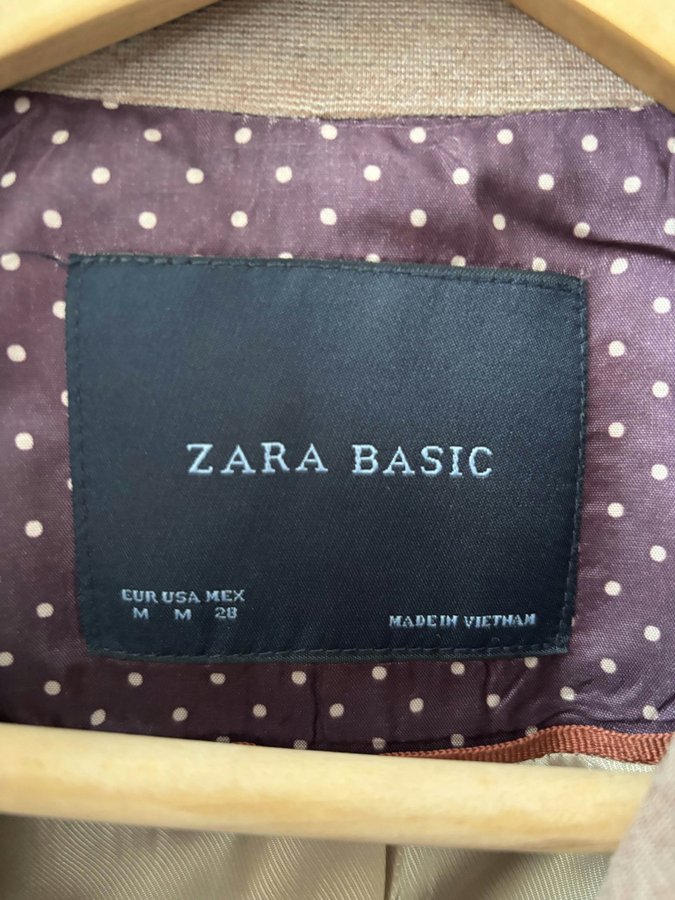 ZARA BASIC
EUR USA MEX
M M 28
MADE IN VIETNAM